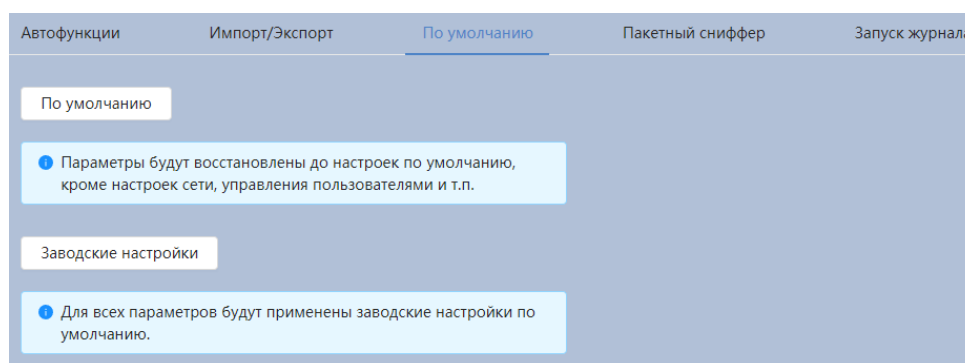 Автофункции Импорт/Экспорт По умолчанию Пакетный сниффер Запуск журнала
По умолчанию
Параметры будут восстановлены до настроек по умолчанию,
кроме настроек сети, управления пользователями и т.п.
Заводские настройки
Для всех параметров будут применены заводские настройки по
умолчанию.